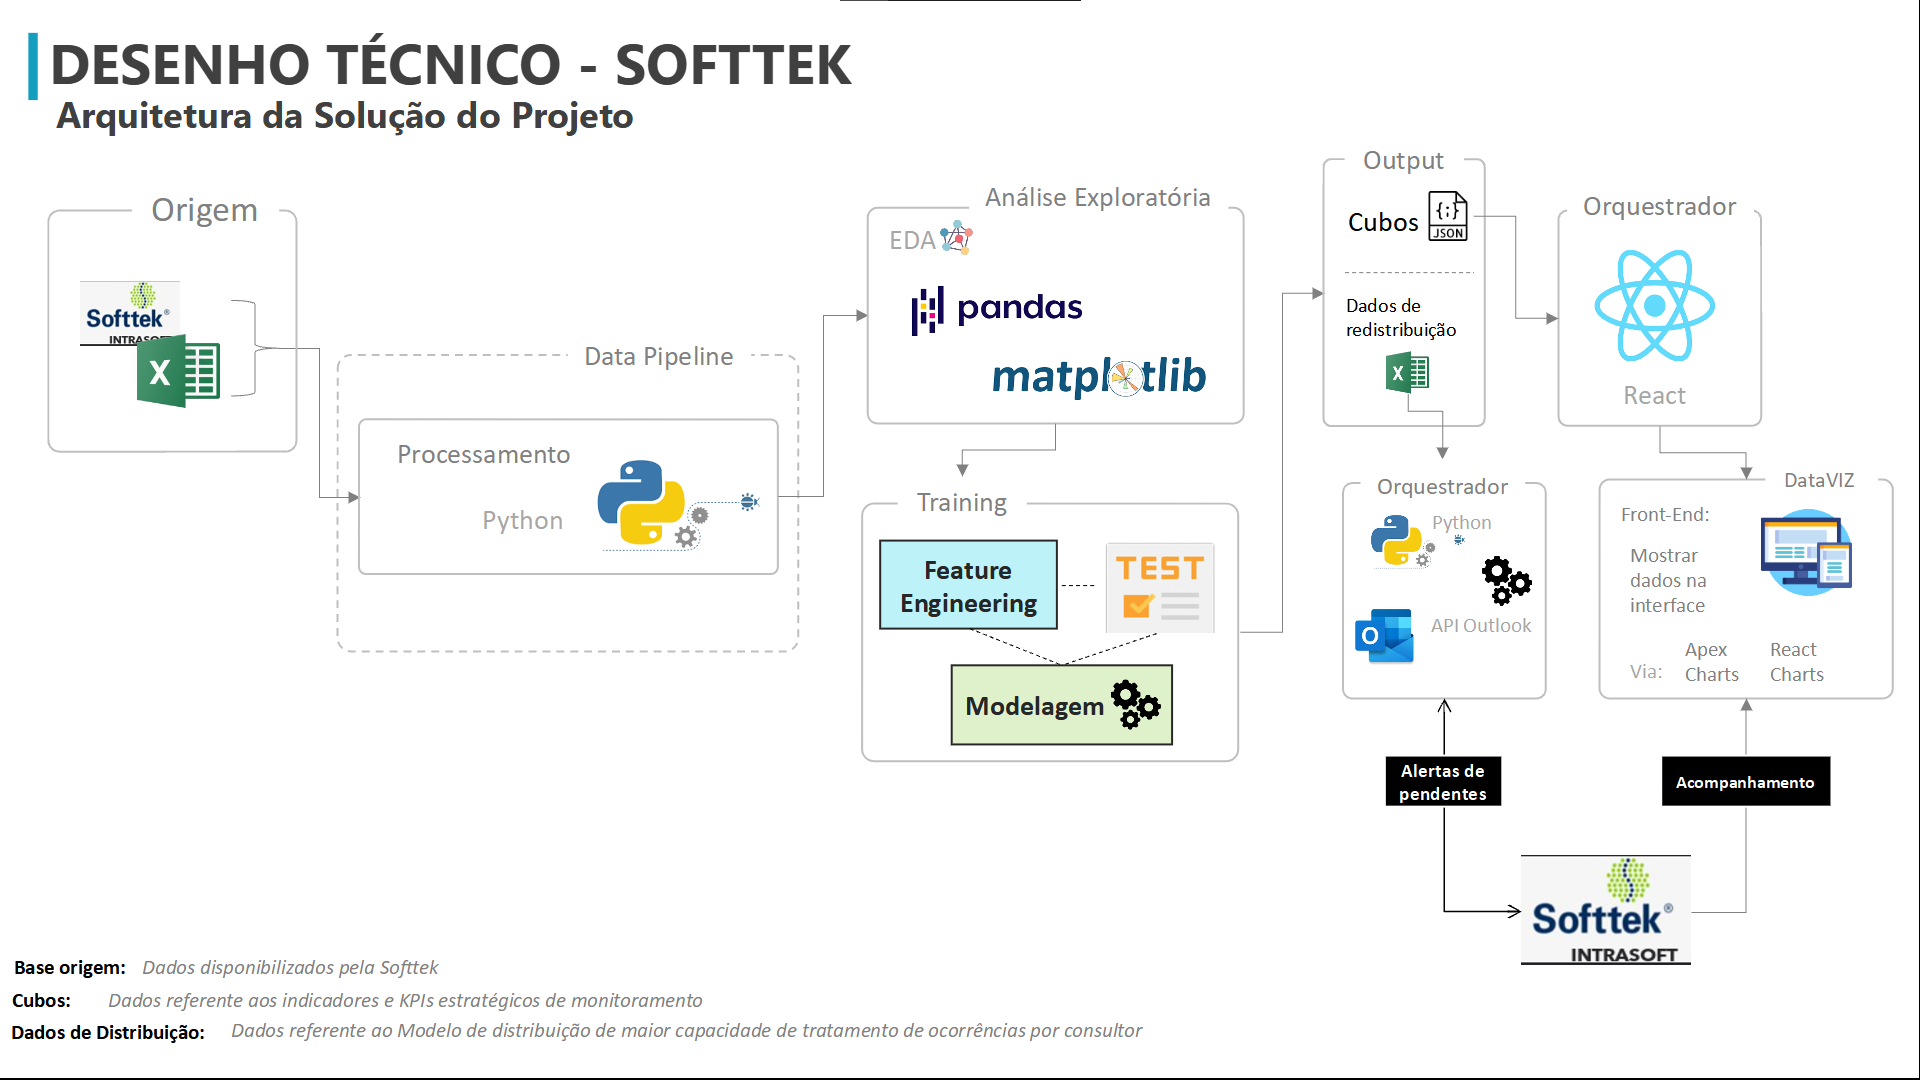 DESENHO TÉCNICO - SOFTTEK
Arquitetura da Solução do Projeto
Origem
Softtek®
INTRASOFT
X
Data Pipeline
Processamento
Python
Análise Exploratória
EDA
pandas
matplotlib
Training
Feature
Engineering
TEST
Modelagem
Output
Cubos
{;}
JSON
Dados de
redistribuição
X
Orquestrador
React
Orquestrador
Python
O
API Outlook
DataVIZ
Front-End:
Mostrar
dados na
interface
Via:
Apex
Charts
React
Charts
Alertas de
pendentes
Acompanhamento
Softtek®
INTRASOFT
Base origem: Dados disponibilizados pela Softtek
Cubos: Dados referente aos indicadores e KPIs estratégicos de monitoramento
Dados de Distribuição: Dados referente ao Modelo de distribuição de maior capacidade de tratamento de ocorrências por consultor